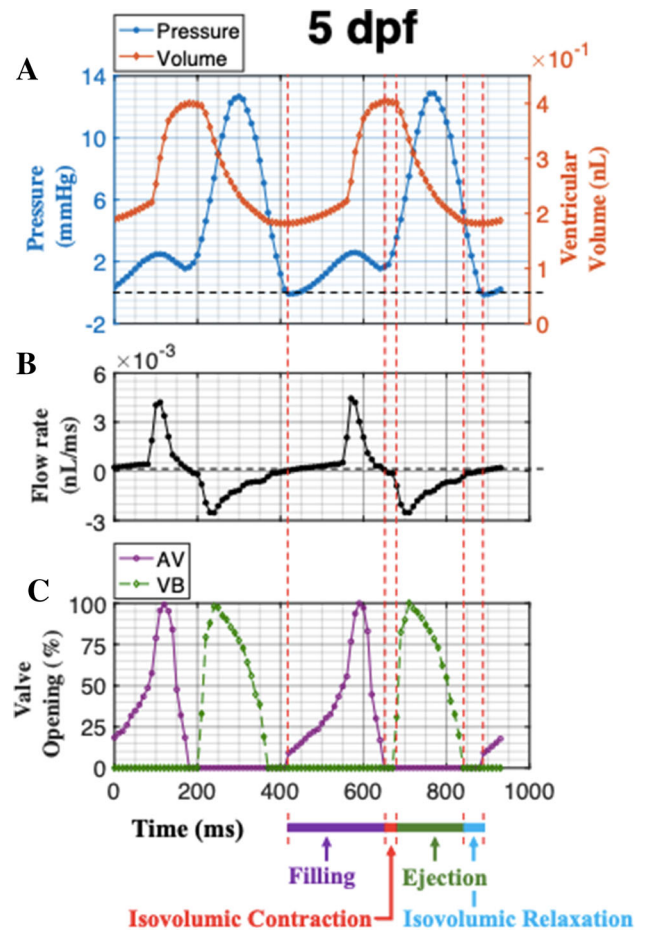 5 dpf
Pressure
Volume
A
×10⁻¹
14
10
6
2
-2
4
3
2
1
0
Pressure
(mmHg)
Ventricular
Volume (nL)
B
×10⁻³
6
3
0
-3
Flow rate
(nL/ms)
AV
VB
C
100
75
50
25
0
Valve
Opening (%)
0 200 400 600 800 1000
Time (ms)
Filling
Ejection
Isovolumic Contraction
Isovolumic Relaxation